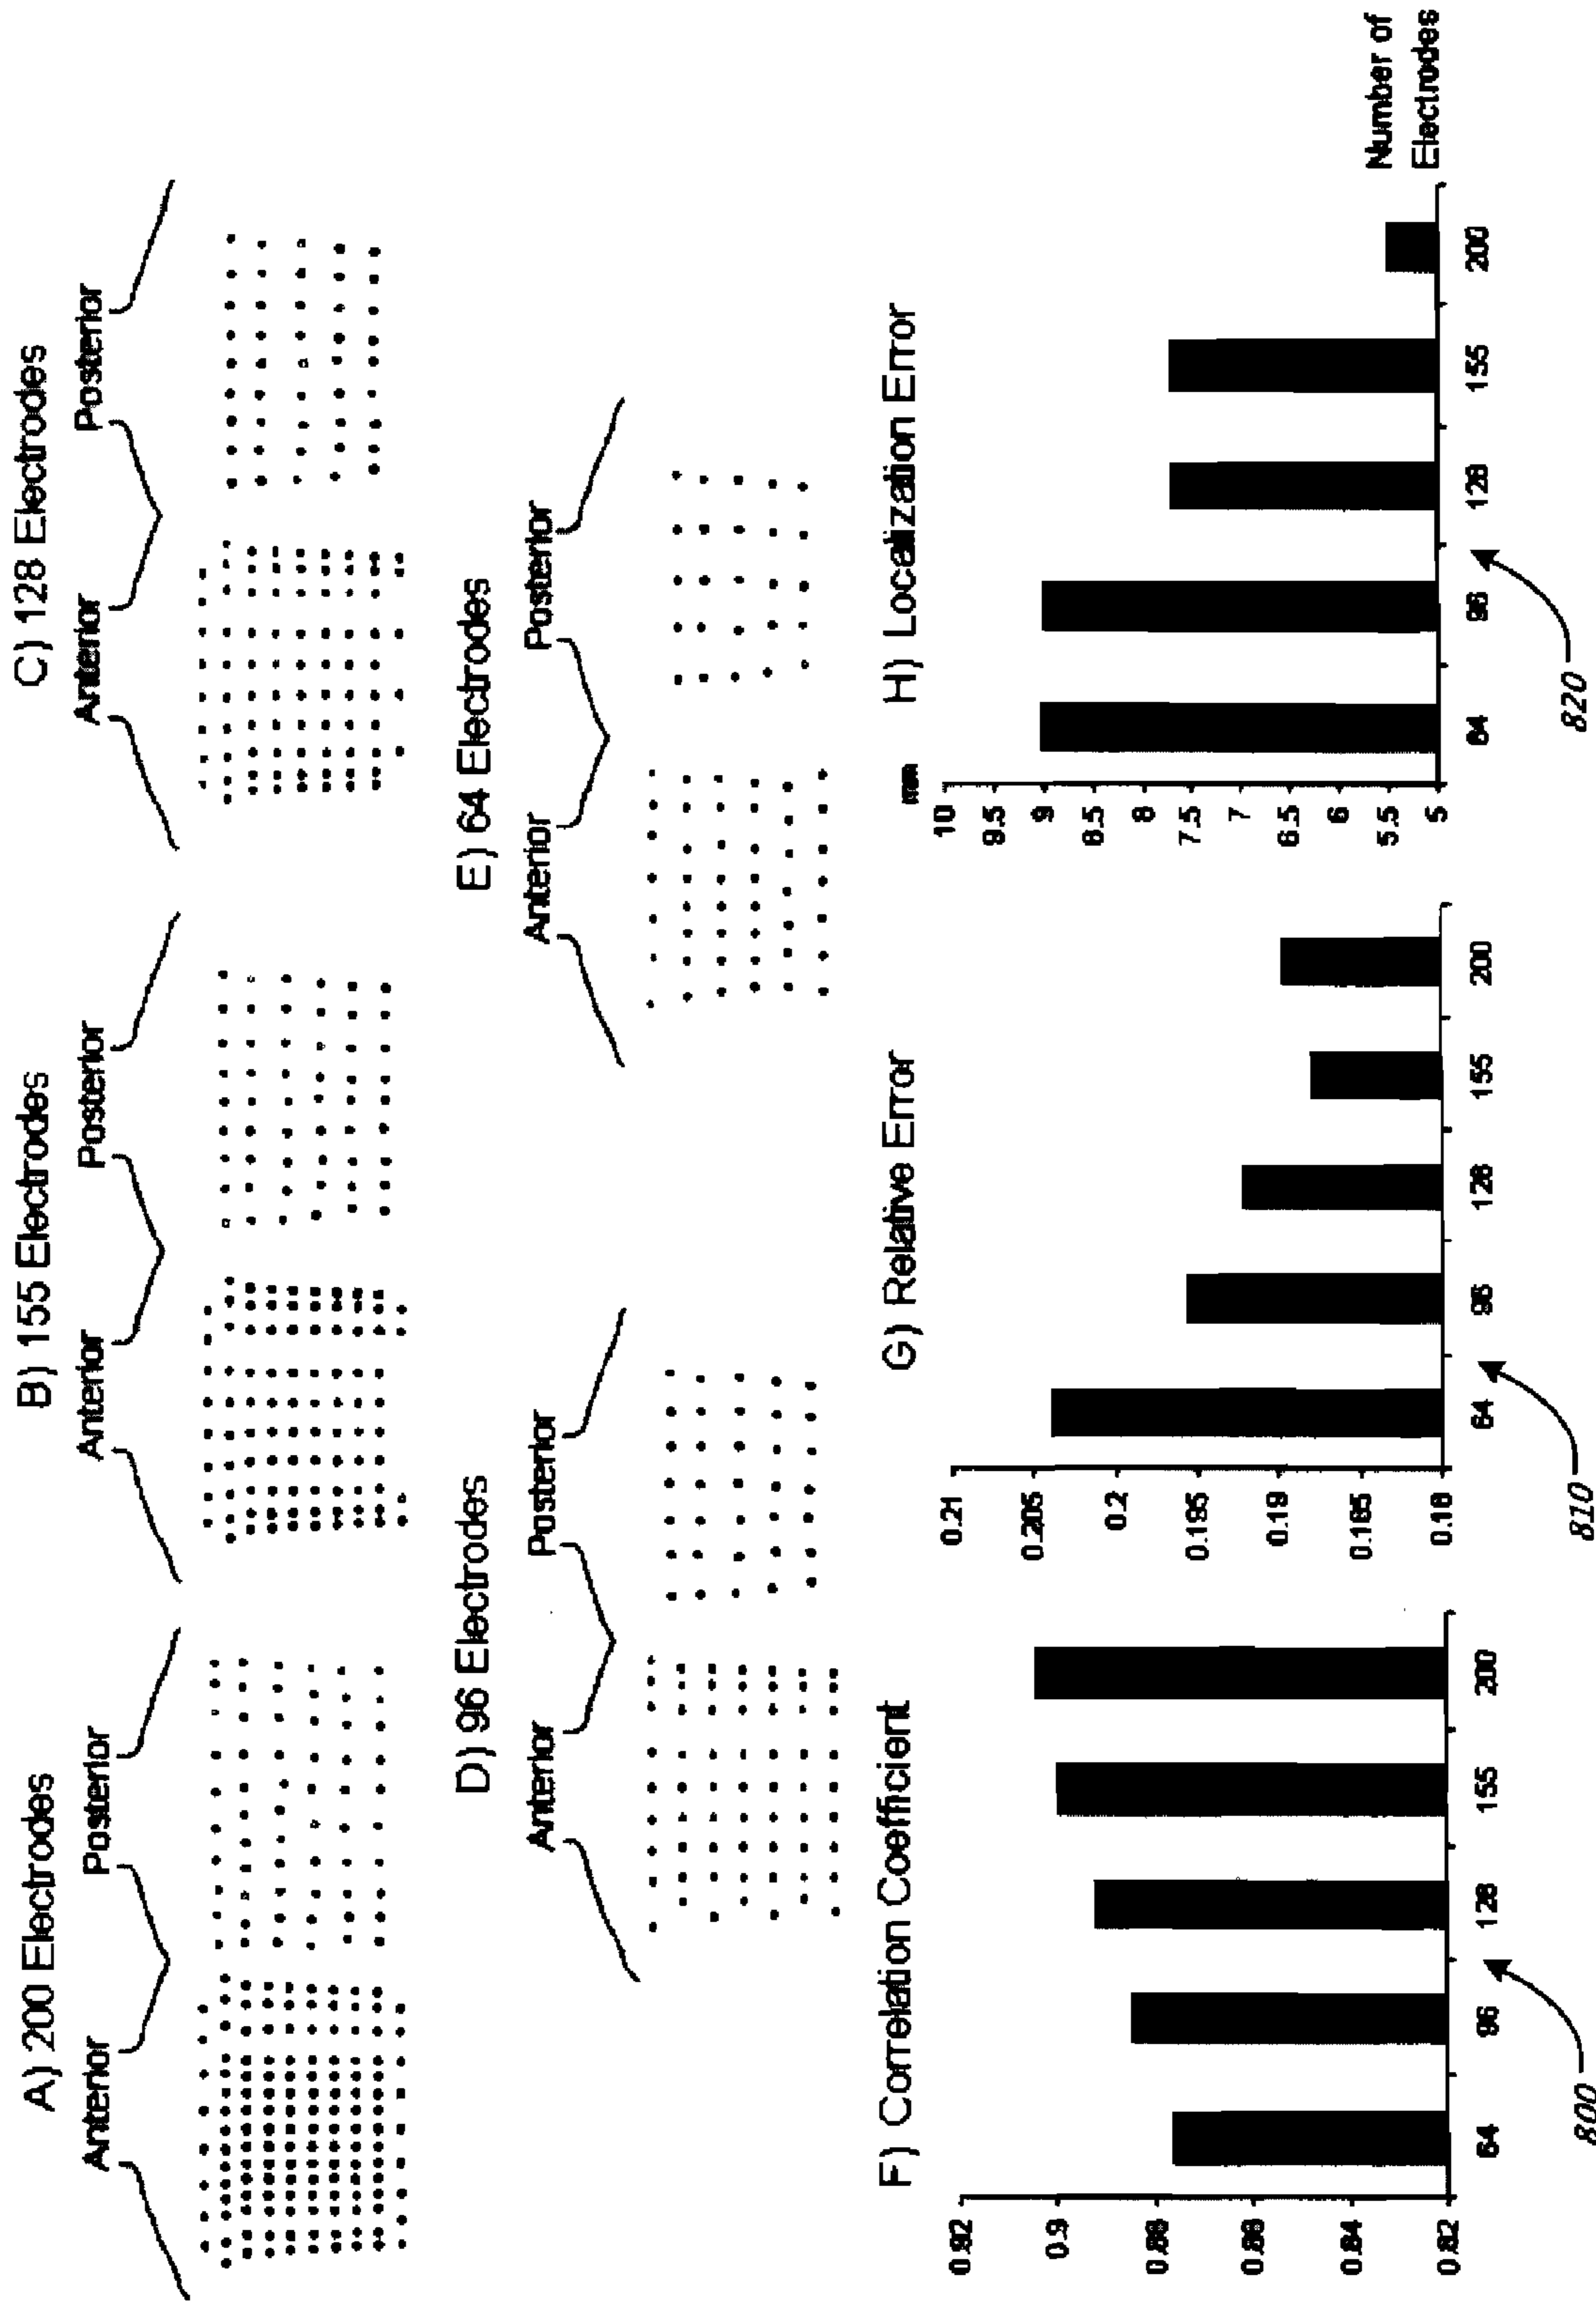 A) 200 Electrodes
Anterior Posterior
B) 155 Electrodes
Anterior Posterior
C) 128 Electrodes
Anterior Posterior
D) 96 Electrodes
Anterior Posterior
E) 64 Electrodes
Anterior Posterior
F) Correlation Coefficient
0.92
0.9
0.88
0.86
0.84
0.82
64 96 128 155 200
800
G) Relative Error
0.21
0.205
0.2
0.195
0.19
0.185
0.18
64 96 128 155 200
810
H) Localization Error
mm
10
9.5
9
8.5
8
7.5
7
6.5
6
5.5
5
64 96 128 155 200
Number of
Electrodes
820